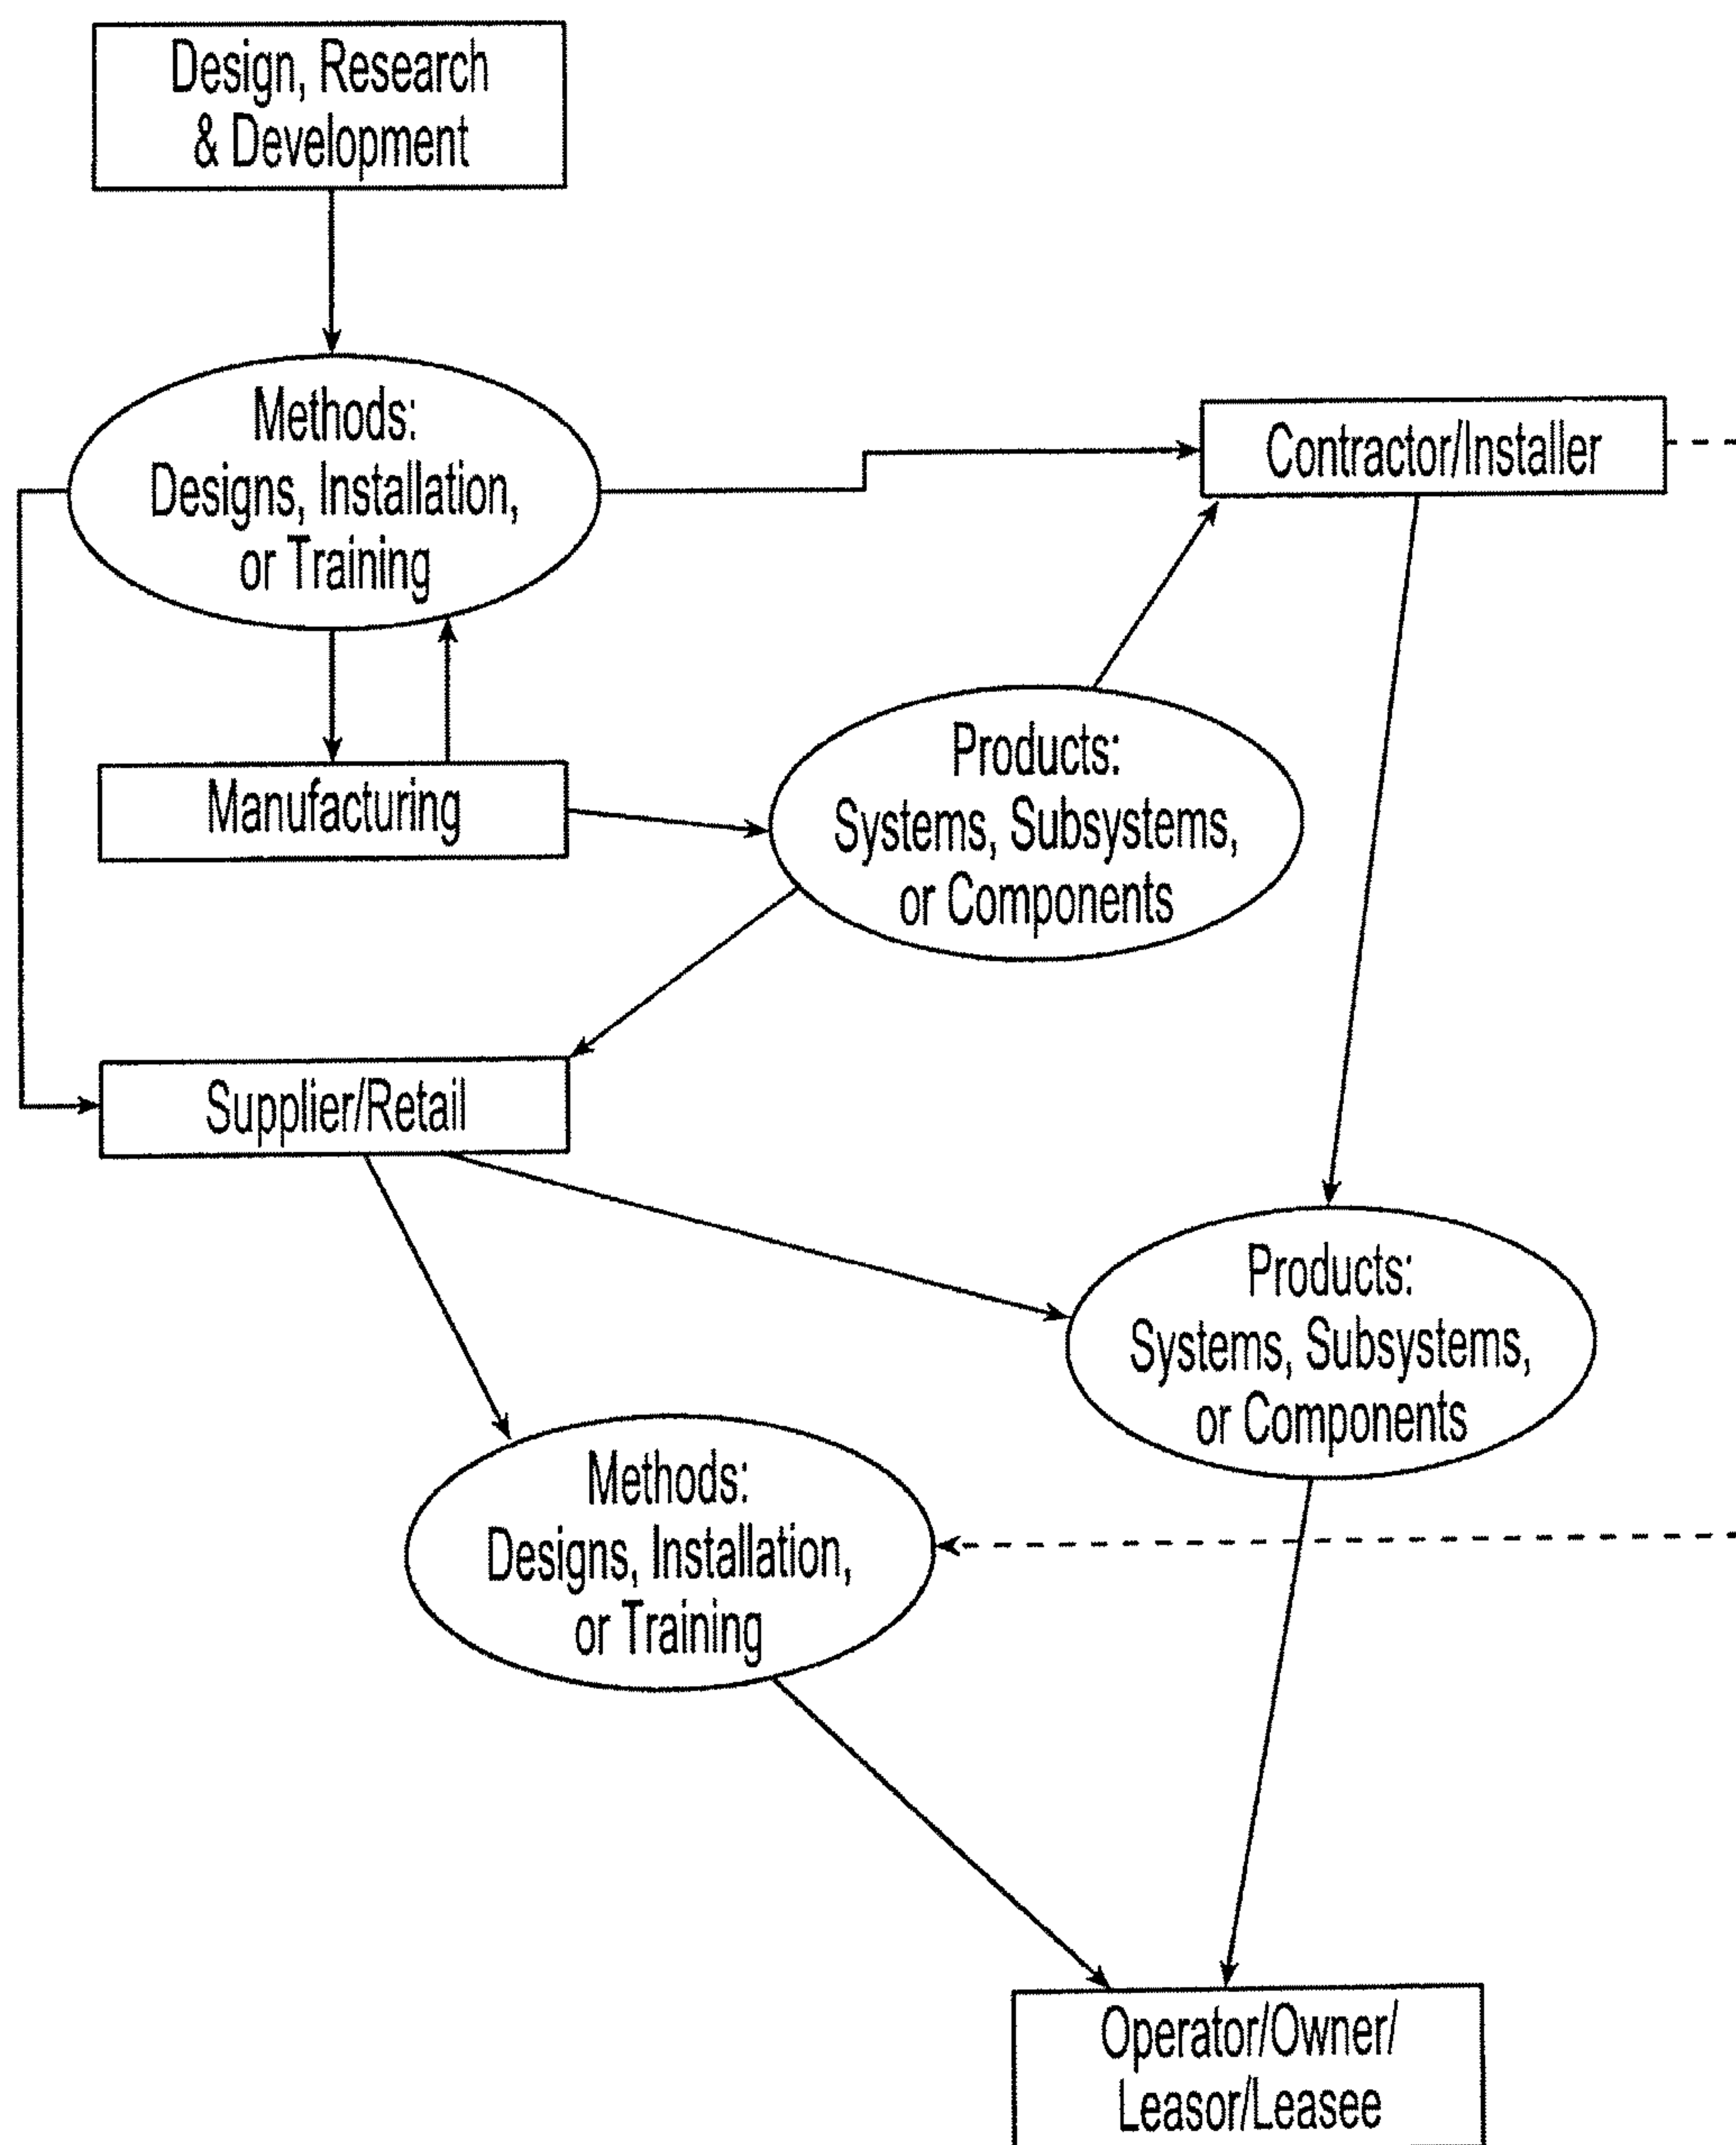 Design, Research
& Development
Methods:
Designs, Installation,
or Training
Contractor/Installer
Manufacturing
Products:
Systems, Subsystems,
or Components
Supplier/Retail
Products:
Systems, Subsystems,
or Components
Methods:
Designs, Installation,
or Training
Operator/Owner/
Leasor/Leasee